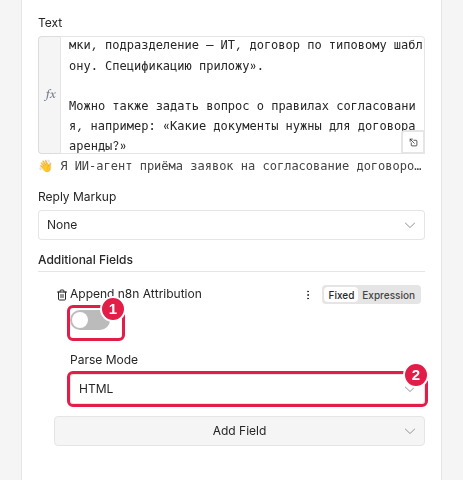 Text
мки, подразделение — ИТ, договор по типовому шабл
ону. Спецификацию приложу».
fx
Можно также задать вопрос о правилах согласовани
я, например: «Какие документы нужны для договора
аренды?»
👋 Я ИИ-агент приёма заявок на согласование договоро…
Reply Markup
None
Additional Fields
Append n8n Attribution
Fixed Expression
1
Parse Mode
2
HTML
Add Field